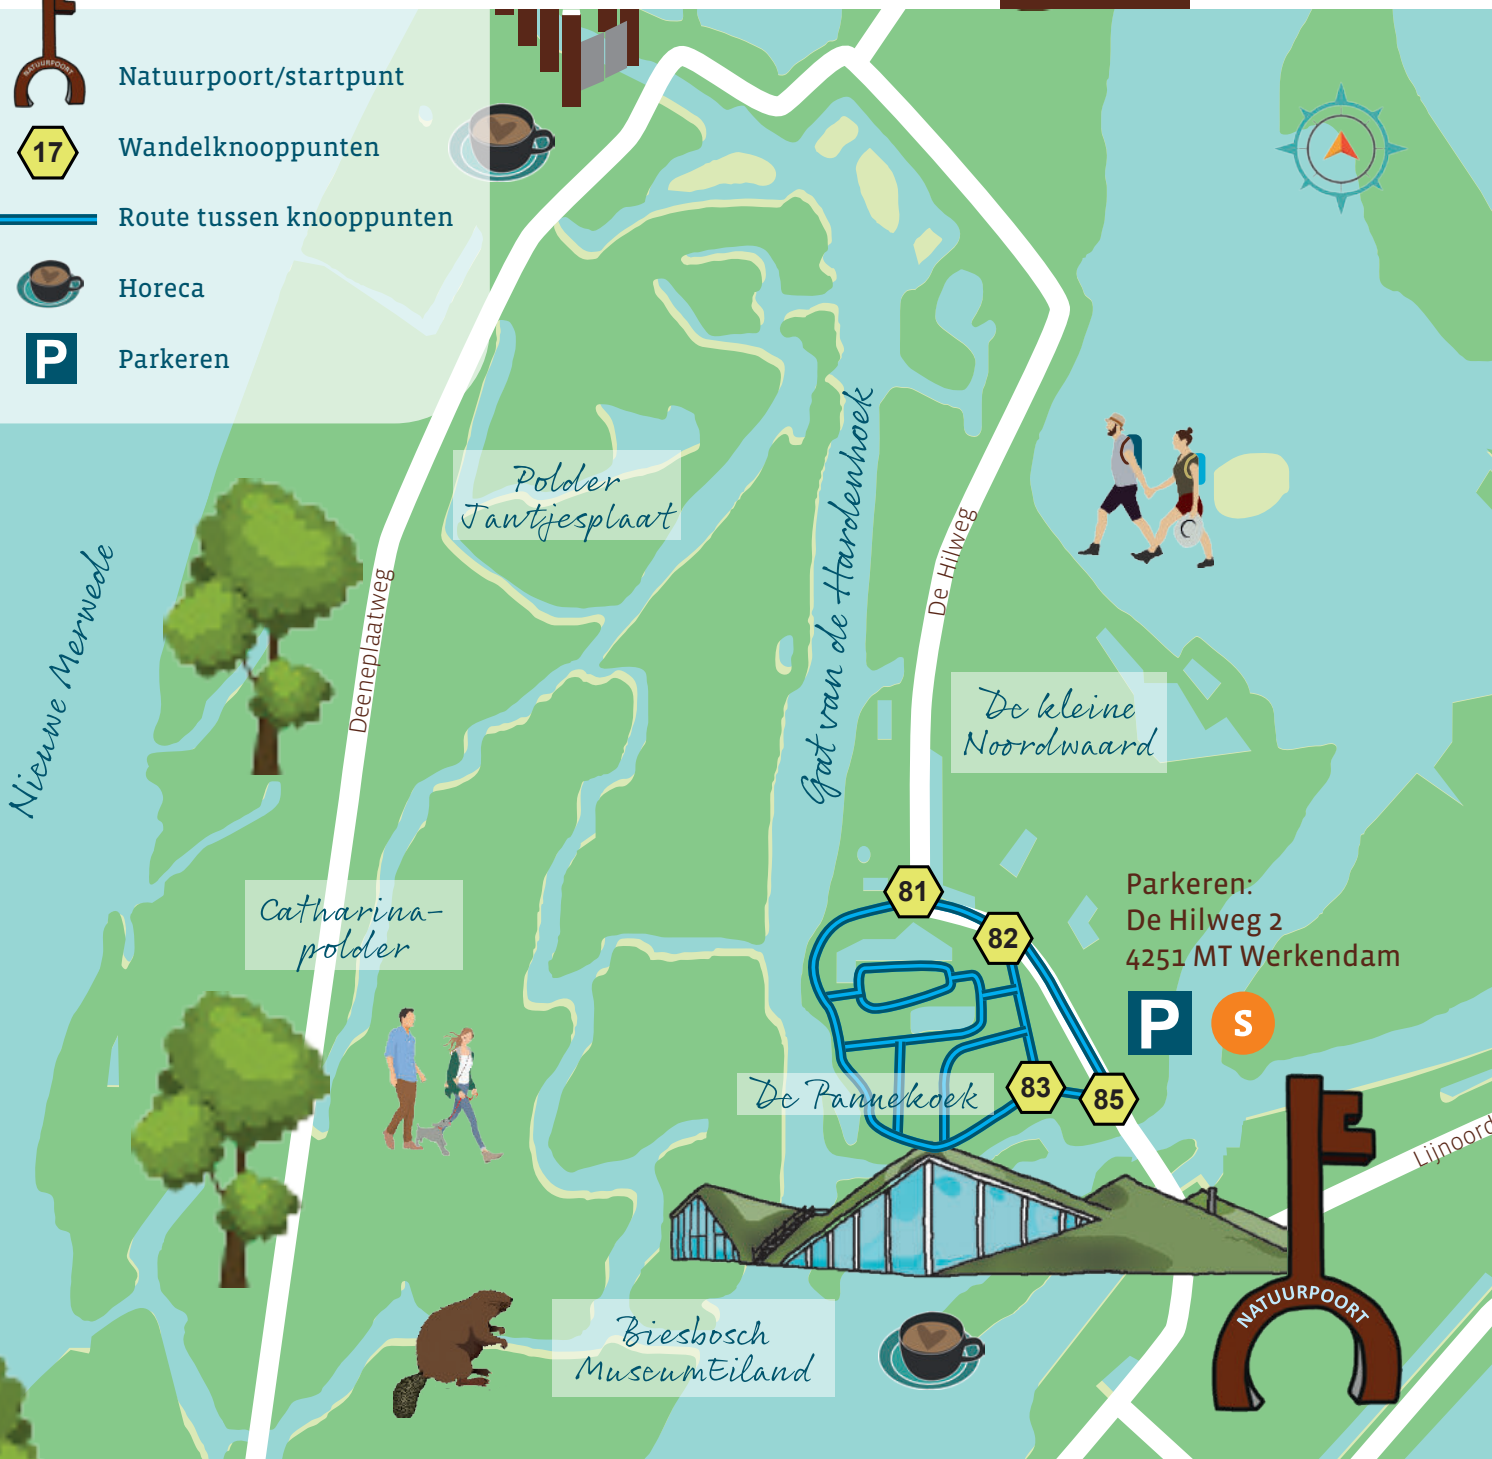 NATUURPOORT
Natuurpoort/startpunt
17
Wandelknooppunten
Route tussen knooppunten
Horeca
P
Parkeren
Polder
Jantjesplaat
Nieuwe Merwede
Deeneplaatweg
Gat van de Hardenhoek
De Hilweg
De kleine
Noordwaard
Catharina-
polder
81
82
Parkeren:
De Hilweg 2
4251 MT Werkendam
P
S
De Pannekoek
83
85
Lijnoord
NATUURPOORT
Biesbosch
MuseumEiland